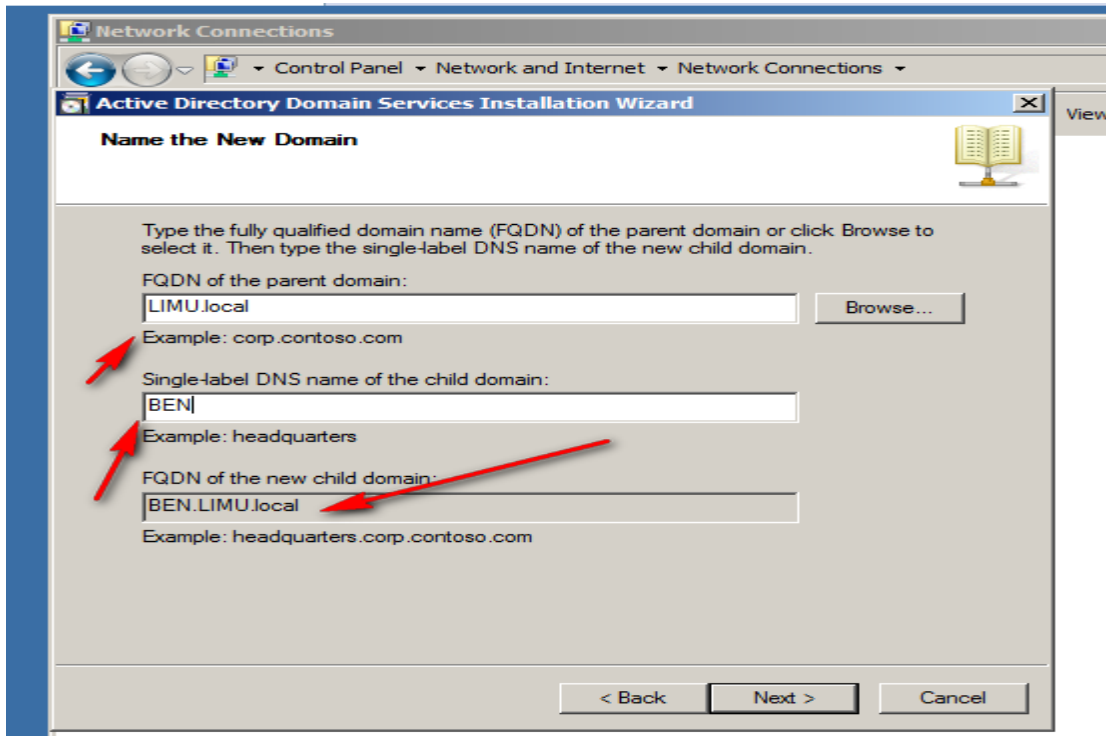 Network Connections
Control Panel Network and Internet Network Connections
Active Directory Domain Services Installation Wizard
View
Name the New Domain
Type the fully qualified domain name (FQDN) of the parent domain or click Browse to
select it. Then type the single-label DNS name of the new child domain.
FQDN of the parent domain:
LIMU.local
Browse...
Example: corp.contoso.com
Single-label DNS name of the child domain:
BEN
Example: headquarters
FQDN of the new child domain:
BEN.LIMU.local
Example: headquarters.corp.contoso.com
< Back
Next >
Cancel